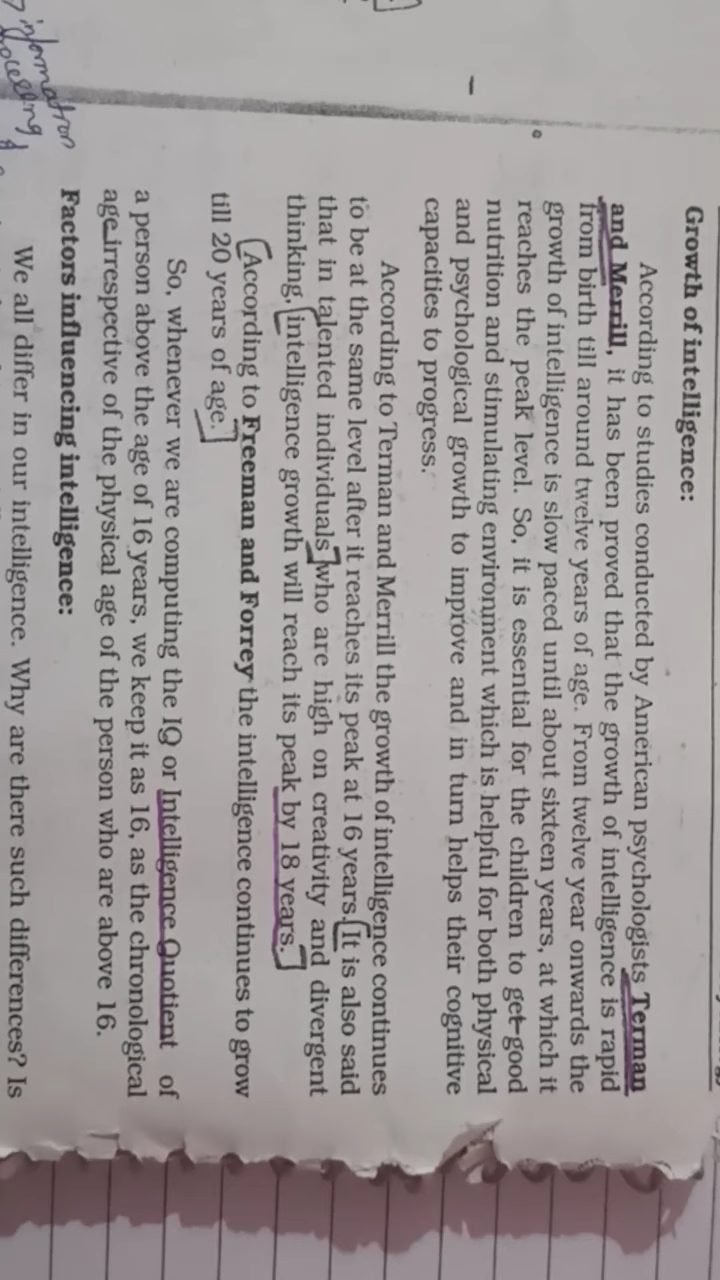 Growth of intelligence:
According to studies conducted by American psychologists Terman
and Merrill, it has been proved that the growth of intelligence is rapid
from birth till around twelve years of age. From twelve year onwards the
growth of intelligence is slow paced until about sixteen years, at which it
reaches the peak level. So, it is essential for the children to get good
nutrition and stimulating environment which is helpful for both physical
and psychological growth to improve and in turn helps their cognitive
capacities to progress.
According to Terman and Merrill the growth of intelligence continues
to be at the same level after it reaches its peak at 16 years. It is also said
that in talented individuals who are high on creativity and divergent
thinking, intelligence growth will reach its peak by 18 years.
According to Freeman and Forrey the intelligence continues to grow
till 20 years of age.
So, whenever we are computing the IQ or Intelligence Quotient of
a person above the age of 16 years, we keep it as 16, as the chronological
age irrespective of the physical age of the person who are above 16.
Factors influencing intelligence:
We all differ in our intelligence. Why are there such differences? Is
information